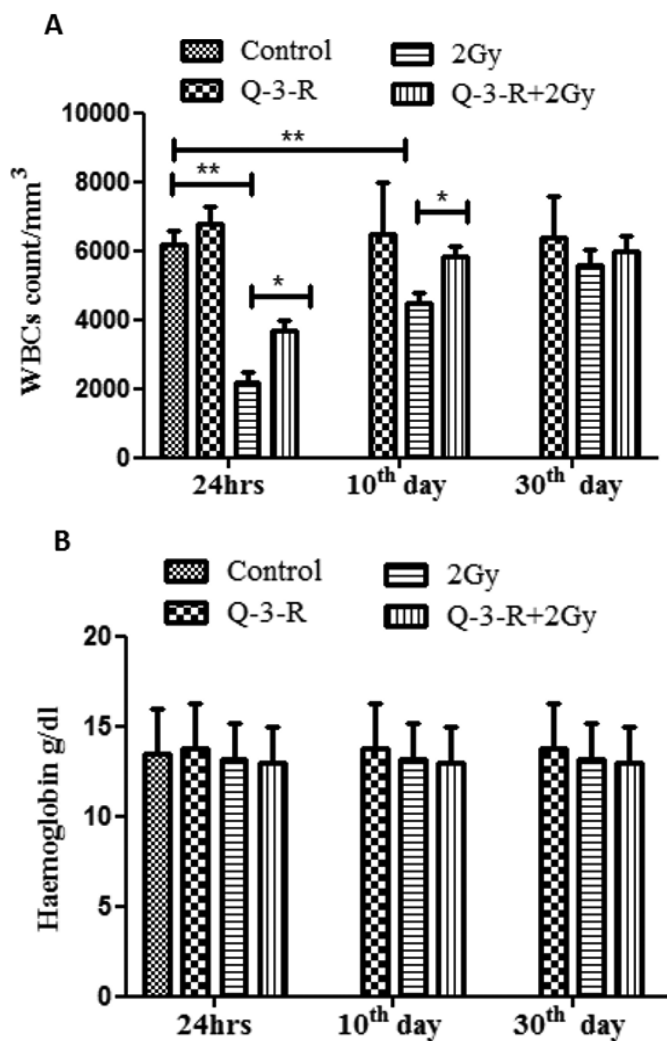 A
Control
2Gy
Q-3-R
Q-3-R+2Gy
WBCs count/mm³
10000
8000
6000
4000
2000
0
**
**
*
*
24hrs
10th day
30th day
B
Control
2Gy
Q-3-R
Q-3-R+2Gy
Haemoglobin g/dl
20
15
10
5
0
24hrs
10th day
30th day